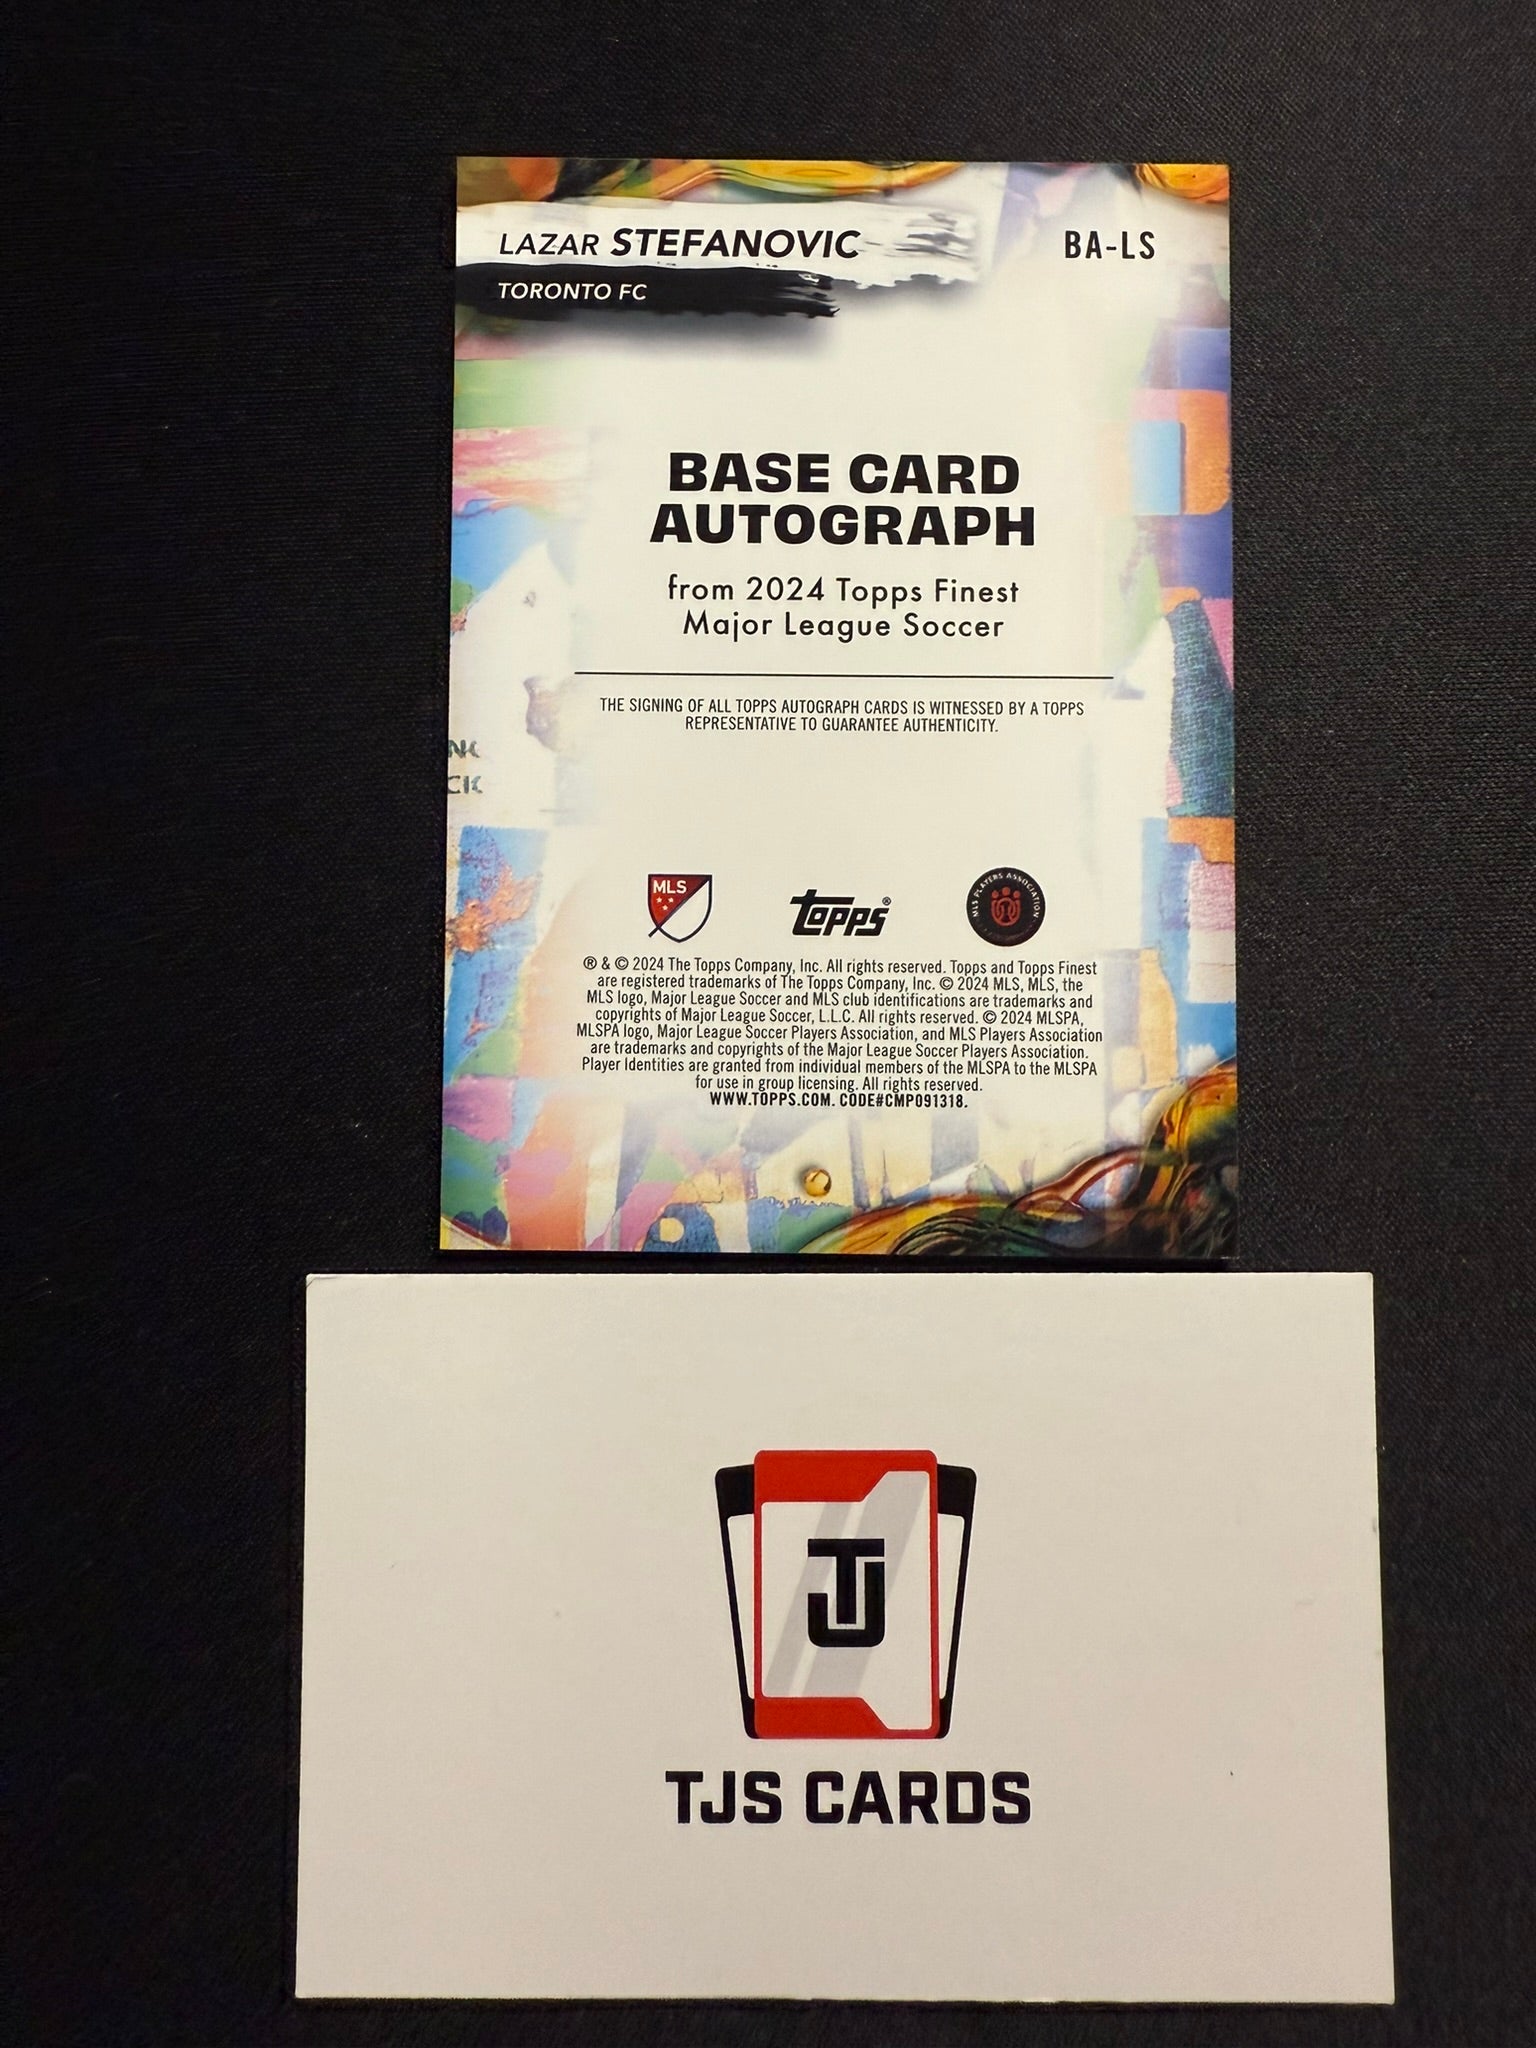 LAZAR STEFANOVIC
BA-LS
TORONTO FC
BASE CARD
AUTOGRAPH
from 2024 Topps Finest
Major League Soccer
THE SIGNING OF ALL TOPPS AUTOGRAPH CARDS IS WITNESSED BY A TOPPS
REPRESENTATIVE TO GUARANTEE AUTHENTICITY.
MLS
topps®
MLS PLAYERS ASSOCIATION
® & © 2024 The Topps Company, Inc. All rights reserved. Topps and Topps Finest
are registered trademarks of The Topps Company, Inc. © 2024 MLS, MLS, the
MLS logo, Major League Soccer and MLS club identifications are trademarks and
copyrights of Major League Soccer, L.L.C. All rights reserved. © 2024 MLSPA,
MLSPA logo, Major League Soccer Players Association, and MLS Players Association
are trademarks and copyrights of the Major League Soccer Players Association.
Player Identities are granted from individual members of the MLSPA to the MLSPA
for use in group licensing. All rights reserved.
WWW.TOPPS.COM. CODE#CMP091318.
TJ
TJS CARDS